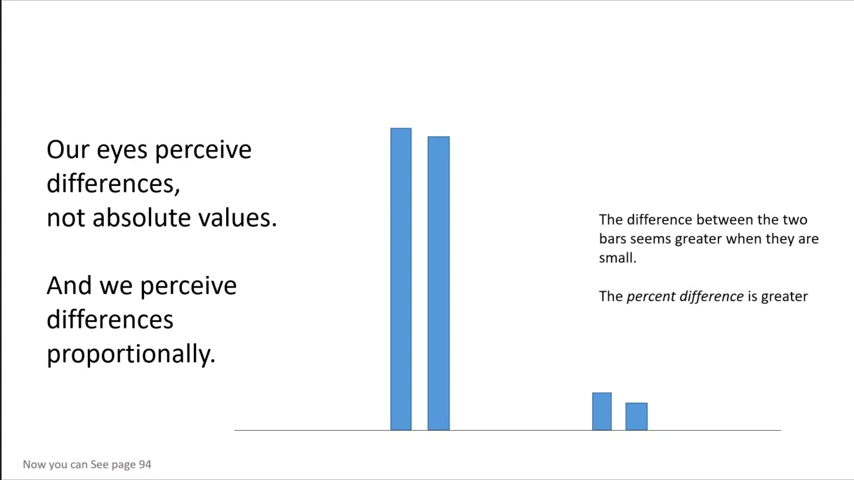 Our eyes perceive
differences,
not absolute values.
And we perceive
differences
proportionally.
The difference between the two
bars seems greater when they are
small.
The percent difference is greater
Now you can See page 94